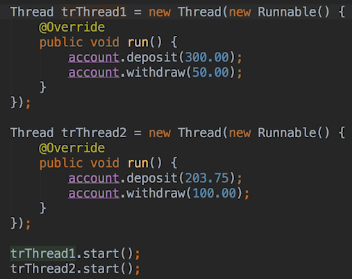 Thread trThread1 = new Thread(new Runnable() {
    @Override
    public void run() {
        account.deposit(300.00);
        account.withdraw(50.00);
    }
});

Thread trThread2 = new Thread(new Runnable() {
    @Override
    public void run() {
        account.deposit(203.75);
        account.withdraw(100.00);
    }
});

trThread1.start();
trThread2.start();